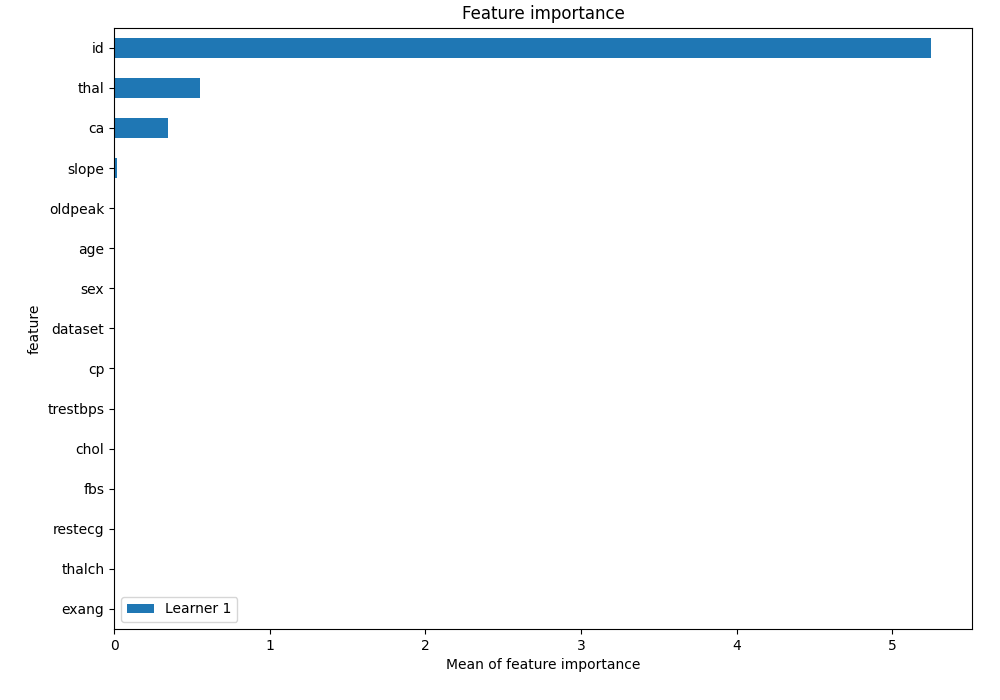 Feature importance
id
thal
ca
slope
oldpeak
age
sex
dataset
cp
trestbps
chol
fbs
restecg
thalch
exang
feature
Learner 1
0 1 2 3 4 5
Mean of feature importance